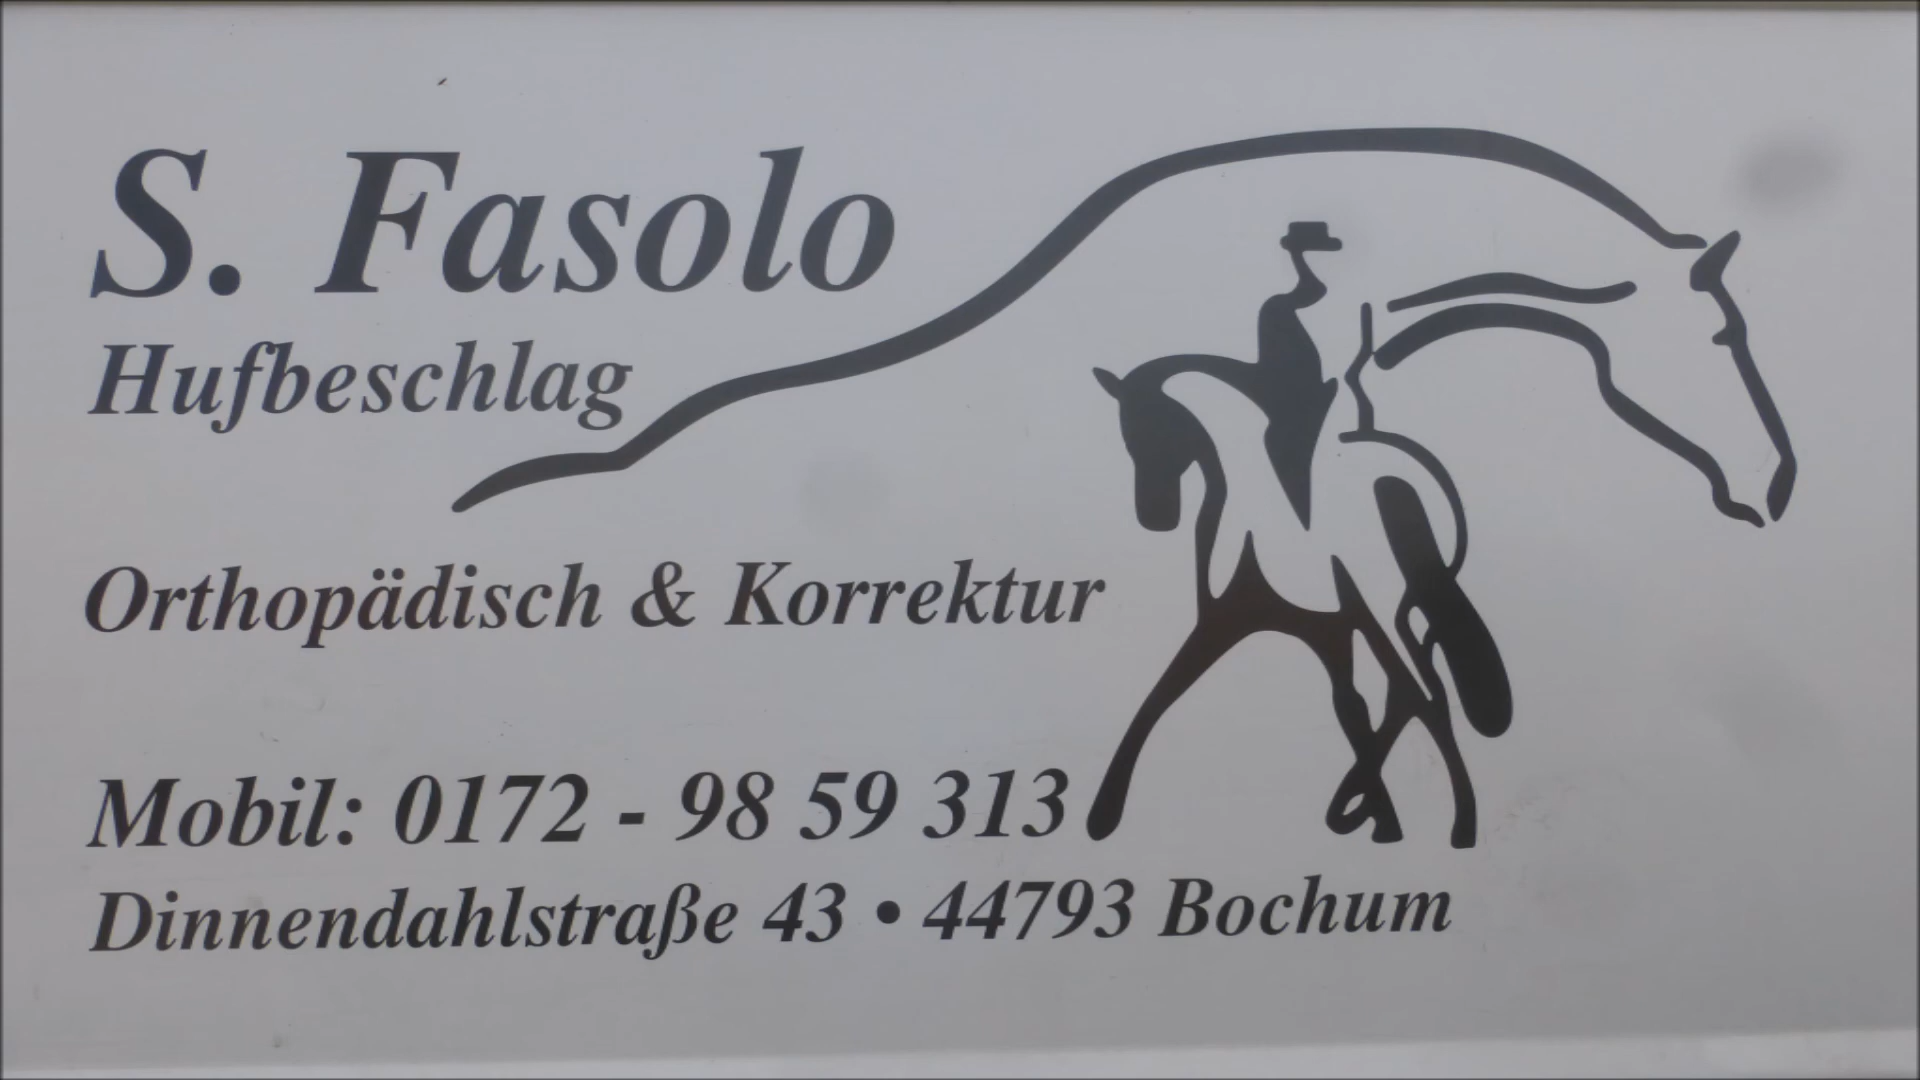 S. Fasolo
Hufbeschlag
Orthopädisch & Korrektur
Mobil: 0172 - 98 59 313
Dinnendahlstraße 43 • 44793 Bochum